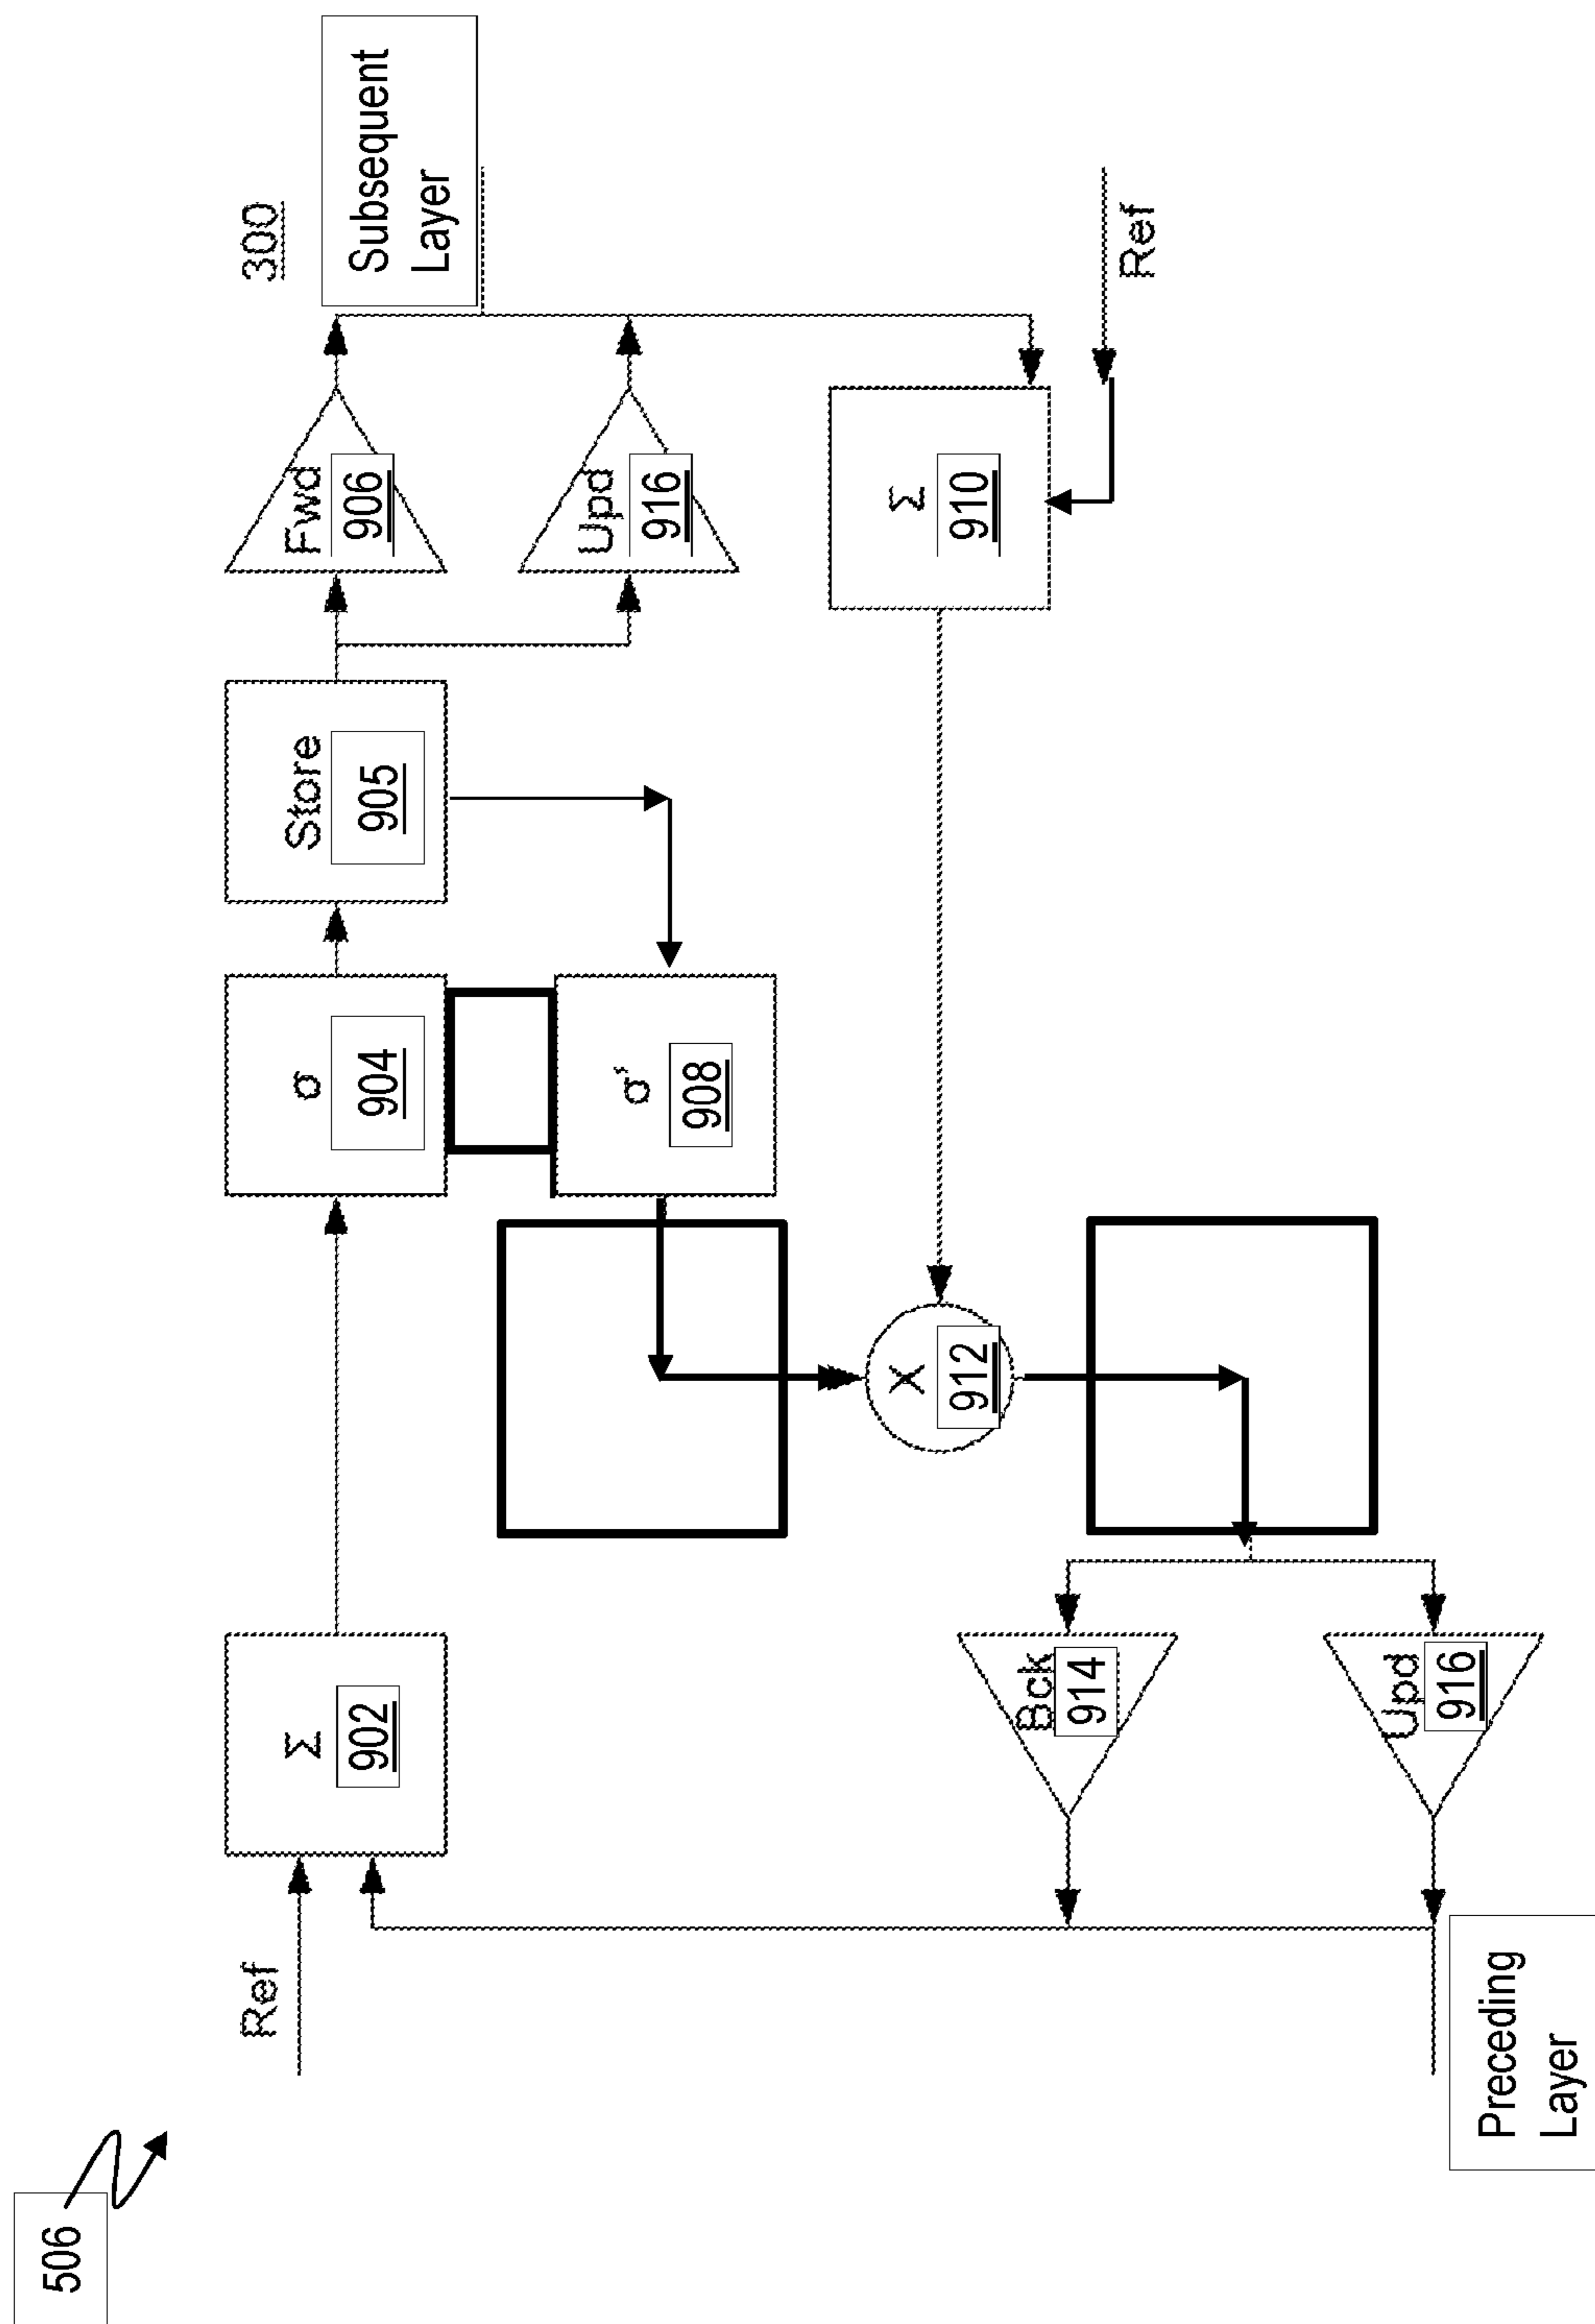 506
300
Ref
Σ
902
σ
904
Store
905
Fwd
906
Subsequent
Layer
Upd
916
σ'
908
Σ
910
Ref
X
912
Bck
914
Upd
916
Preceding
Layer